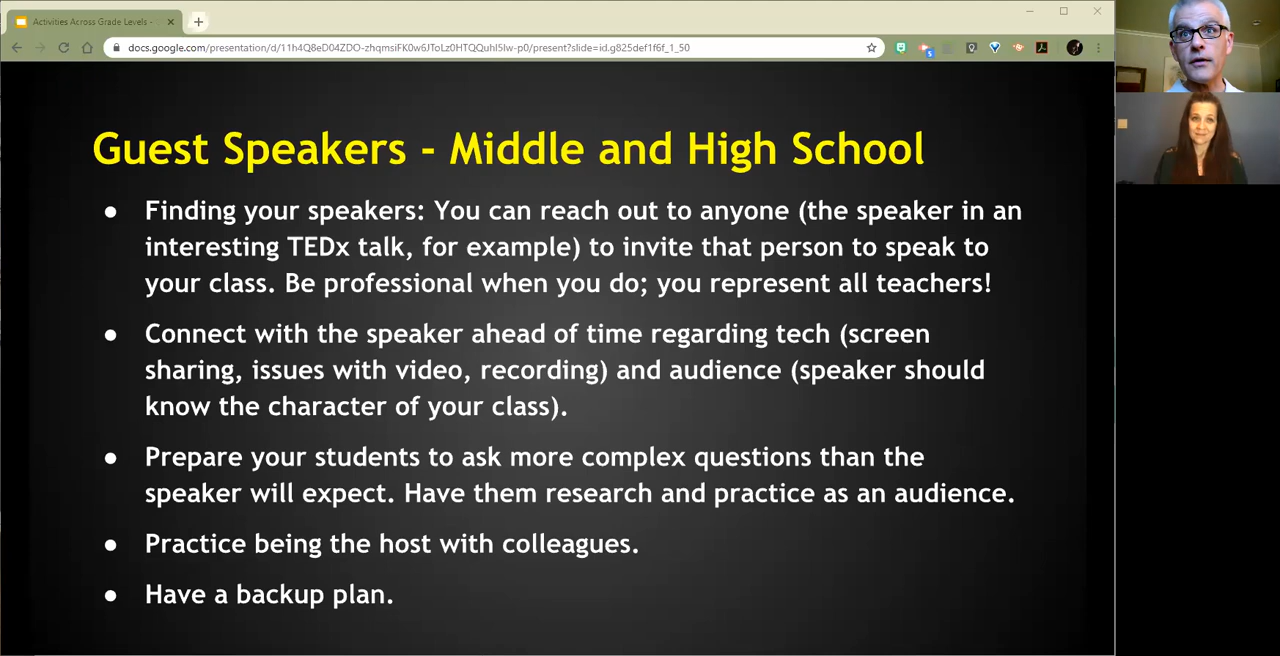 Activities Across Grade Levels -
docs.google.com/presentation/d/11h4Q8eD04ZDO-zhqmsiFK0w6JToLz0HTQQuhI5lw-p0/present?slide=id.g825def1f6f_1_50
Guest Speakers - Middle and High School
● Finding your speakers: You can reach out to anyone (the speaker in an
interesting TEDx talk, for example) to invite that person to speak to
your class. Be professional when you do; you represent all teachers!
● Connect with the speaker ahead of time regarding tech (screen
sharing, issues with video, recording) and audience (speaker should
know the character of your class).
● Prepare your students to ask more complex questions than the
speaker will expect. Have them research and practice as an audience.
● Practice being the host with colleagues.
● Have a backup plan.